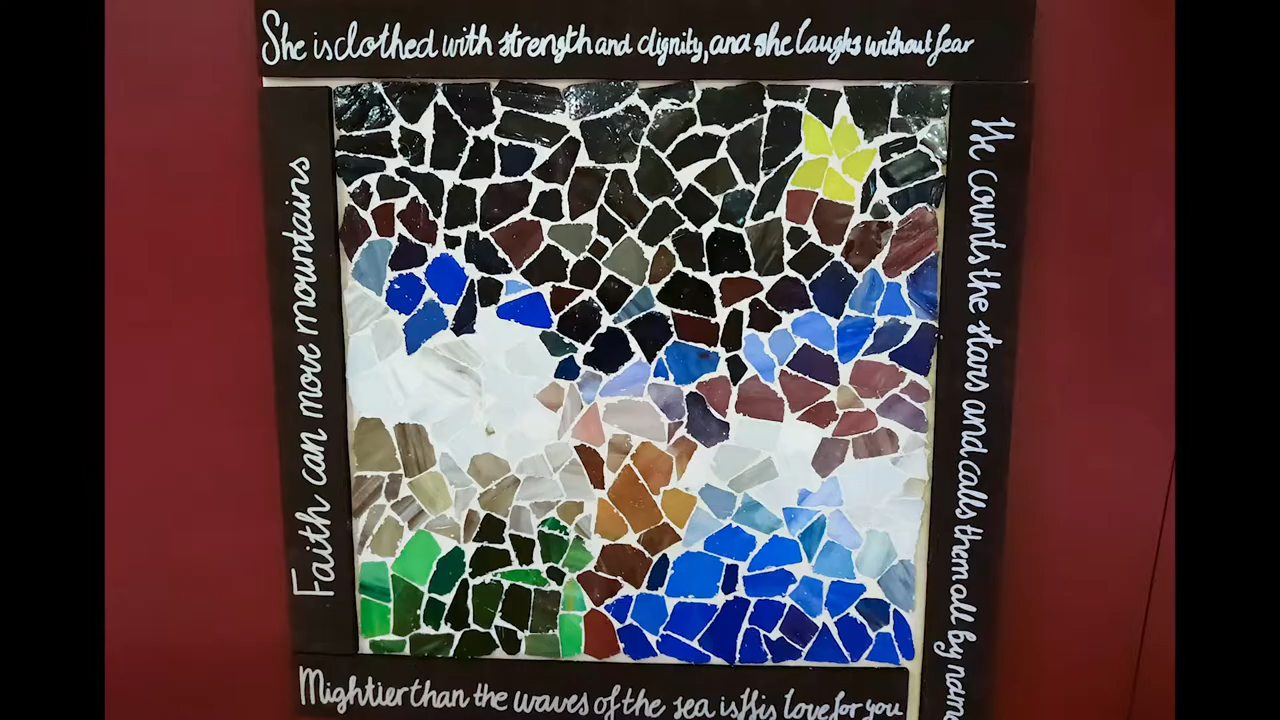 She is clothed with strength and dignity, and she laughs without fear
Faith can move mountains
He counts the stars and calls them all by name
Mightier than the waves of the sea is His love for you